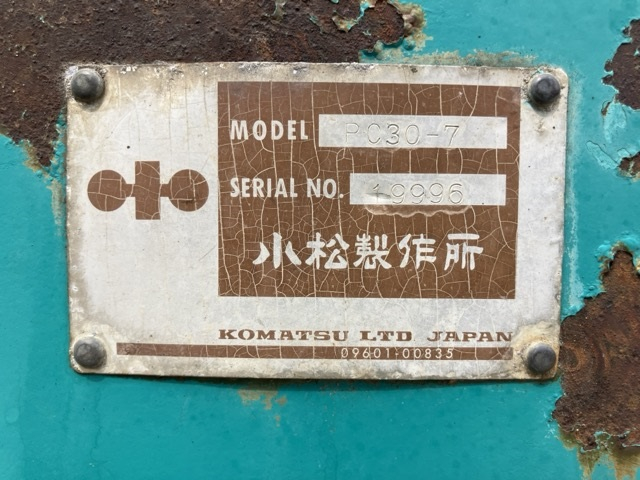 MODEL PC30-7
SERIAL NO. 19996
小松製作所
KOMATSU LTD JAPAN
09601-00835